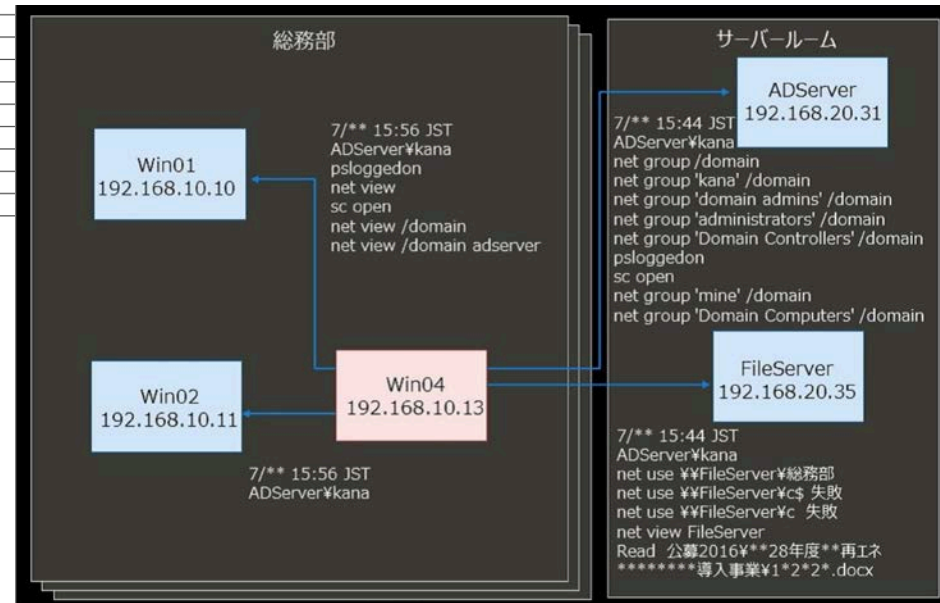 総務部
Win01
192.168.10.10
7/** 15:56 JST
ADServer¥kana
psloggedon
net view
sc open
net view /domain
net view /domain adserver
Win02
192.168.10.11
Win04
192.168.10.13
7/** 15:56 JST
ADServer¥kana
サーバールーム
ADServer
192.168.20.31
7/** 15:44 JST
ADServer¥kana
net group /domain
net group 'kana' /domain
net group 'domain admins' /domain
net group 'administrators' /domain
net group 'Domain Controllers' /domain
psloggedon
sc open
net group 'mine' /domain
net group 'Domain Computers' /domain
FileServer
192.168.20.35
7/** 15:44 JST
ADServer¥kana
net use ¥¥FileServer¥総務部
net use ¥¥FileServer¥c$ 失敗
net use ¥¥FileServer¥c 失敗
net view FileServer
Read 公募2016¥**28年度**再エネ
********導入事業¥1*2*2*.docx